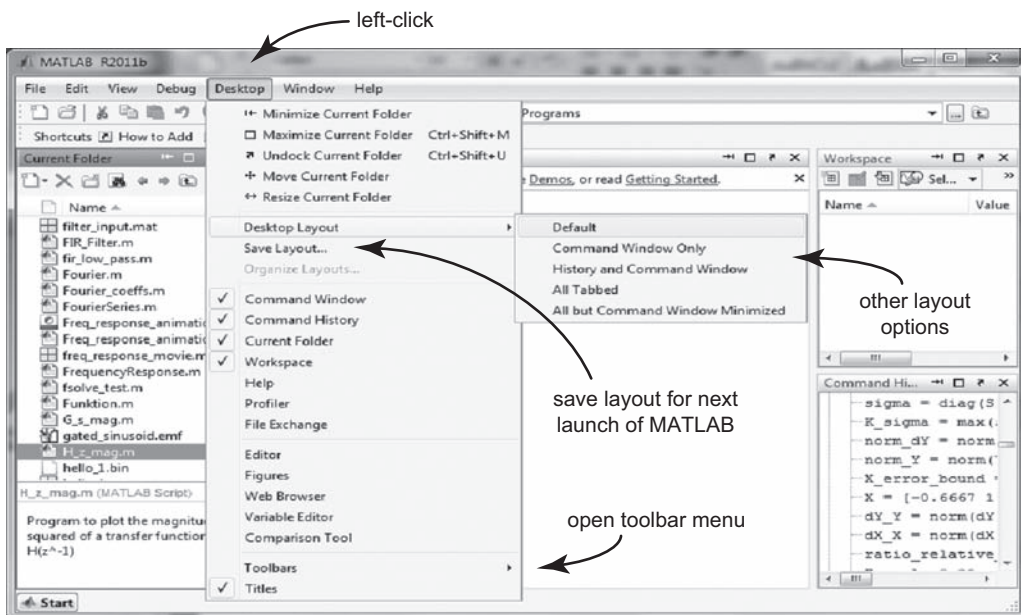 left-click
MATLAB R2011b
File Edit View Debug Desktop Window Help
Programs
Shortcuts How to Add
Current Folder
Name
filter_input.mat
FIR_Filter.m
fir_low_pass.m
Fourier.m
Fourier_coeffs.m
FourierSeries.m
Freq_response_animatio
Freq_response_animatio
freq_response_movie.m
FrequencyResponse.m
fsolve_test.m
Funktion.m
G_s_mag.m
gated_sinusoid.emf
H_z_mag.m
hello_1.bin
H_z_mag.m (MATLAB Script)
Program to plot the magnitu
squared of a transfer function
H(z^-1)
Start
Minimize Current Folder
Maximize Current Folder Ctrl+Shift+M
Undock Current Folder Ctrl+Shift+U
Move Current Folder
Resize Current Folder
Desktop Layout
Save Layout...
Organize Layouts...
Command Window
Command History
Current Folder
Workspace
Help
Profiler
File Exchange
Editor
Figures
Web Browser
Variable Editor
Comparison Tool
Toolbars
Titles
Demos, or read Getting Started.
Default
Command Window Only
History and Command Window
All Tabbed
All but Command Window Minimized
other layout
options
save layout for next
launch of MATLAB
open toolbar menu
Workspace
Sel...
Name Value
Command Hi...
sigma = diag(S
K_sigma = max(
norm_dY = norm
norm_Y = norm(
X_error_bound
X = [-0.6667 1
dY_Y = norm(dY
dX_X = norm(dX
ratio_relative_